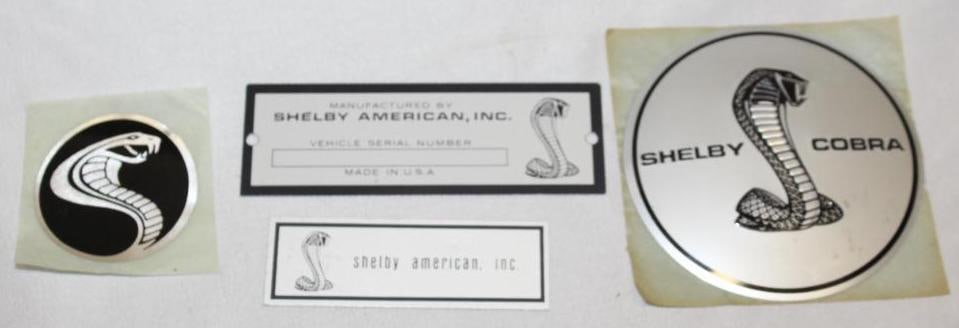 MANUFACTURED BY
SHELBY AMERICAN, INC.
VEHICLE SERIAL NUMBER
MADE IN U.S.A
shelby american, inc.
SHELBY COBRA